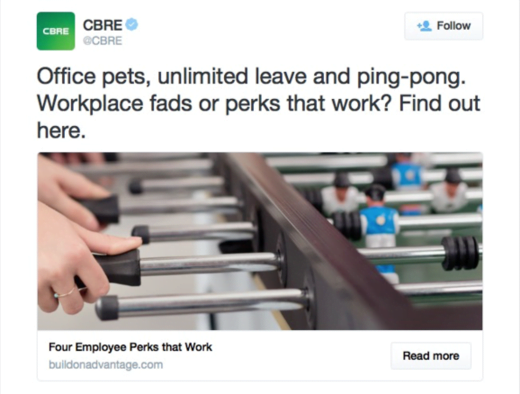 CBRE
CBRE
@CBRE
Follow
Office pets, unlimited leave and ping-pong.
Workplace fads or perks that work? Find out
here.
Four Employee Perks that Work
buildonadvantage.com
Read more